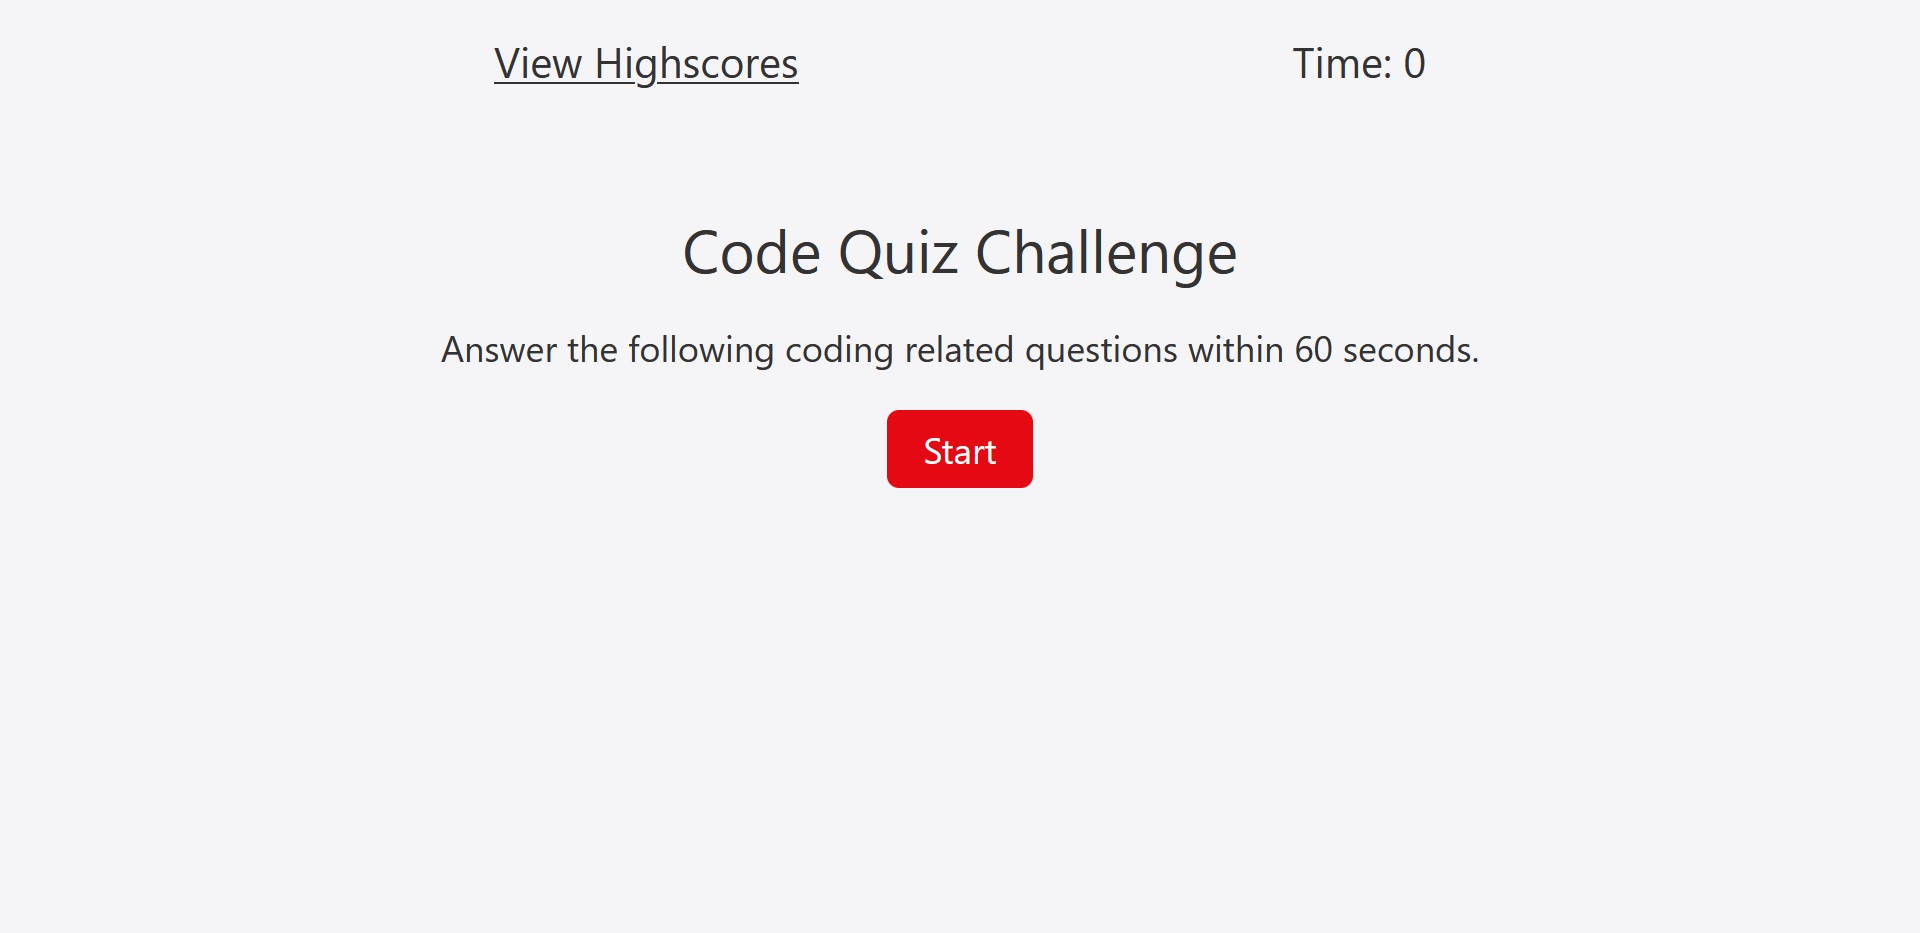 View Highscores
Time: 0
Code Quiz Challenge
Answer the following coding related questions within 60 seconds.
Start